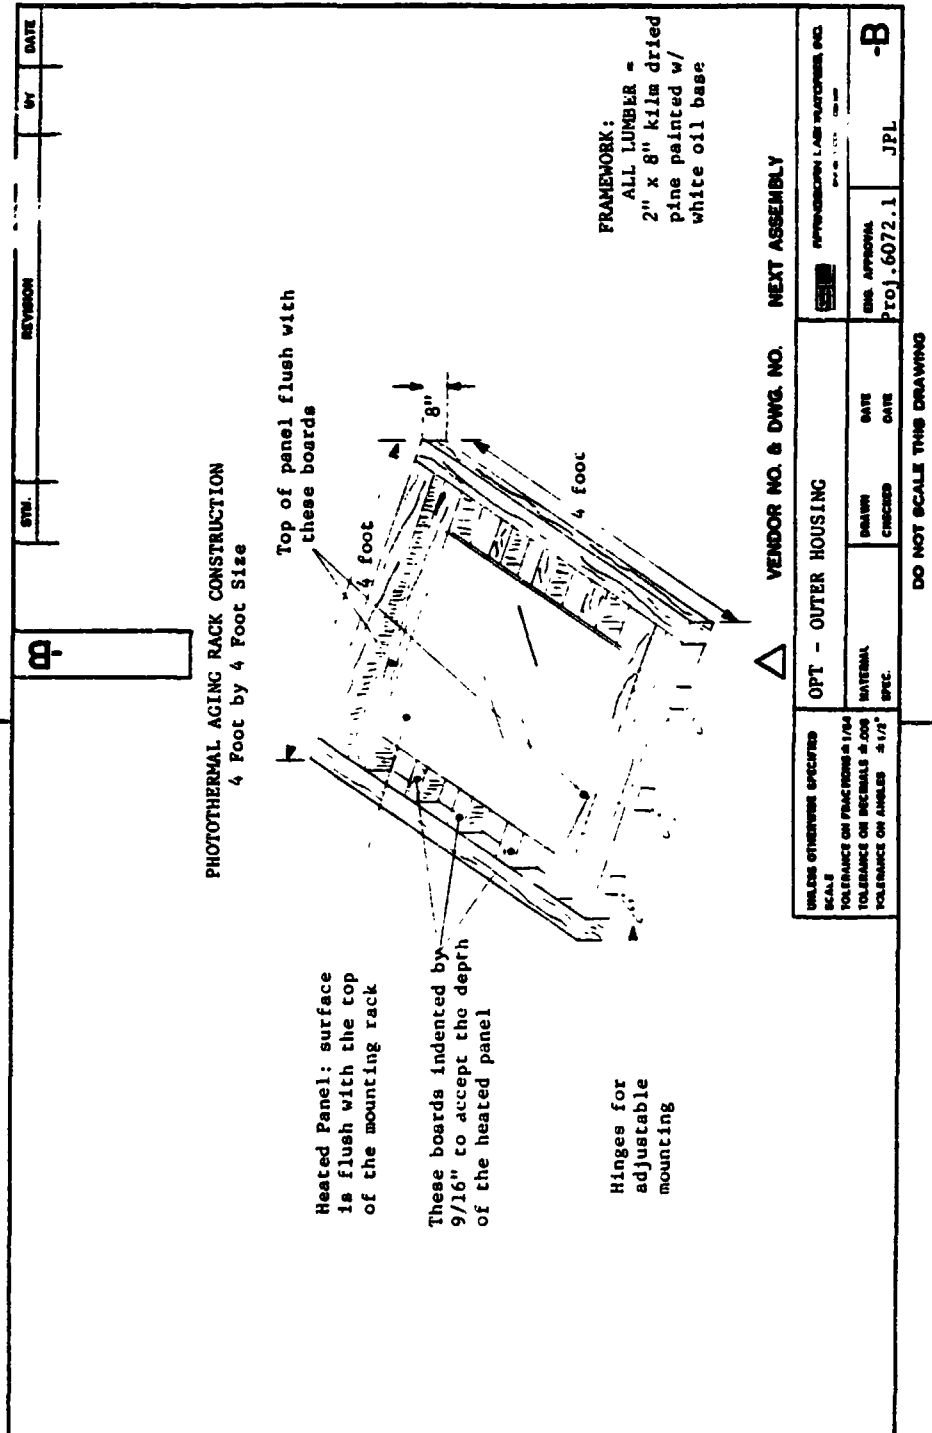 SYM.
REVISION
BY
DATE
B-
PHOTOTHERMAL AGING RACK CONSTRUCTION
4 Foot by 4 Foot Size
Top of panel flush with
these boards
4 foot
8"
4 foot
Heated Panel: surface
is flush with the top
of the mounting rack
These boards indented by
9/16" to accept the depth
of the heated panel
Hinges for
adjustable
mounting
FRAMEWORK:
ALL LUMBER =
2" x 8" kilm dried
pine painted w/
white oil base
VENDOR NO. & DWG. NO.
NEXT ASSEMBLY
UNLESS OTHERWISE SPECIFIED
SCALE
TOLERANCE ON FRACTIONS ±1/64
TOLERANCE ON DECIMALS ±.005
TOLERANCE ON ANGLES ±1/2°
OPT - OUTER HOUSING
MATERIAL
SPEC.
DRAWN DATE
CHECKED DATE
SPRINGBORN LABORATORIES, INC.
ENG. APPROVAL
Proj.6072.1 JPL
-B
DO NOT SCALE THIS DRAWING